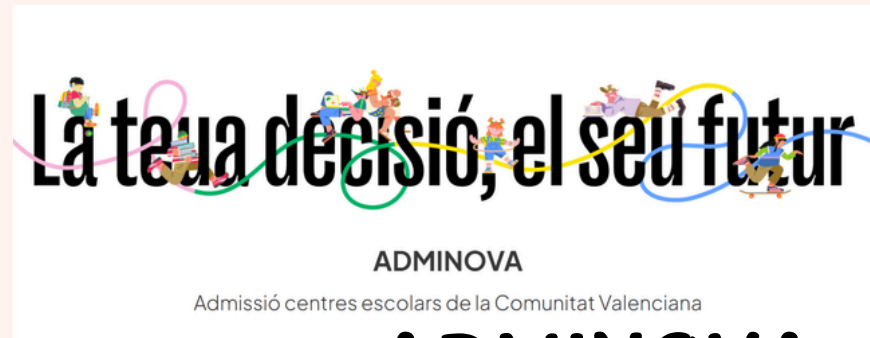 La teua decisió, el seu futur
ADMINOVA
Admissió centres escolars de la Comunitat Valenciana